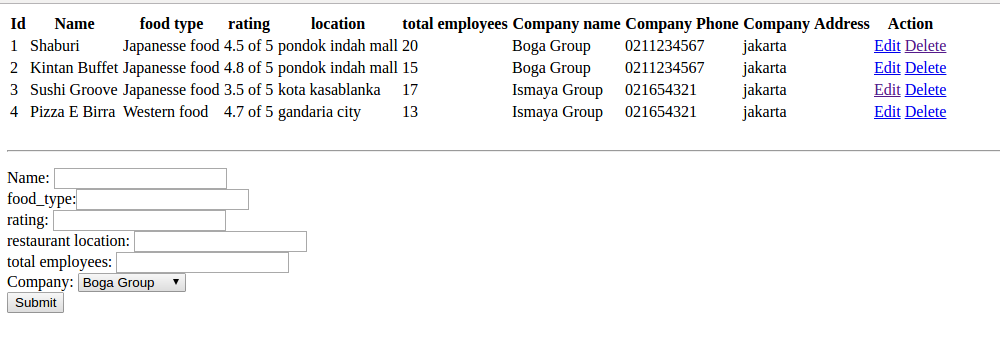 Id Name food type rating location total employees Company name Company Phone Company Address Action
1 Shaburi Japanesse food 4.5 of 5 pondok indah mall 20 Boga Group 0211234567 jakarta Edit Delete
2 Kintan Buffet Japanesse food 4.8 of 5 pondok indah mall 15 Boga Group 0211234567 jakarta Edit Delete
3 Sushi Groove Japanesse food 3.5 of 5 kota kasablanka 17 Ismaya Group 021654321 jakarta Edit Delete
4 Pizza E Birra Western food 4.7 of 5 gandaria city 13 Ismaya Group 021654321 jakarta Edit Delete
Name:
food_type:
rating:
restaurant location:
total employees:
Company: Boga Group
Submit